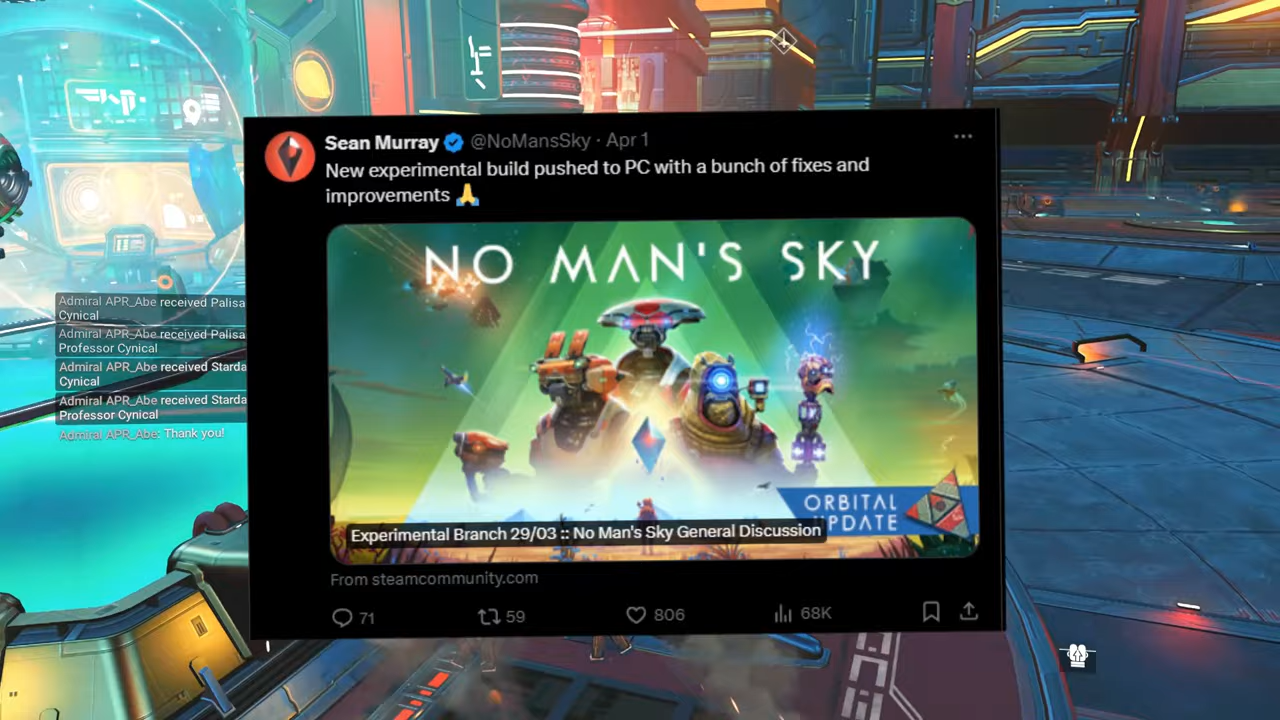 Sean Murray @NoMansSky · Apr 1
New experimental build pushed to PC with a bunch of fixes and
improvements 🙏
NO MAN'S SKY
ORBITAL
UPDATE
Experimental Branch 29/03 :: No Man's Sky General Discussion
From steamcommunity.com
71 59 806 68K
Admiral APR_Abe received Palisa
Cynical
Admiral APR_Abe received Palisa
Professor Cynical
Admiral APR_Abe received Starda
Cynical
Admiral APR_Abe received Starda
Professor Cynical
Admiral APR_Abe: Thank you!